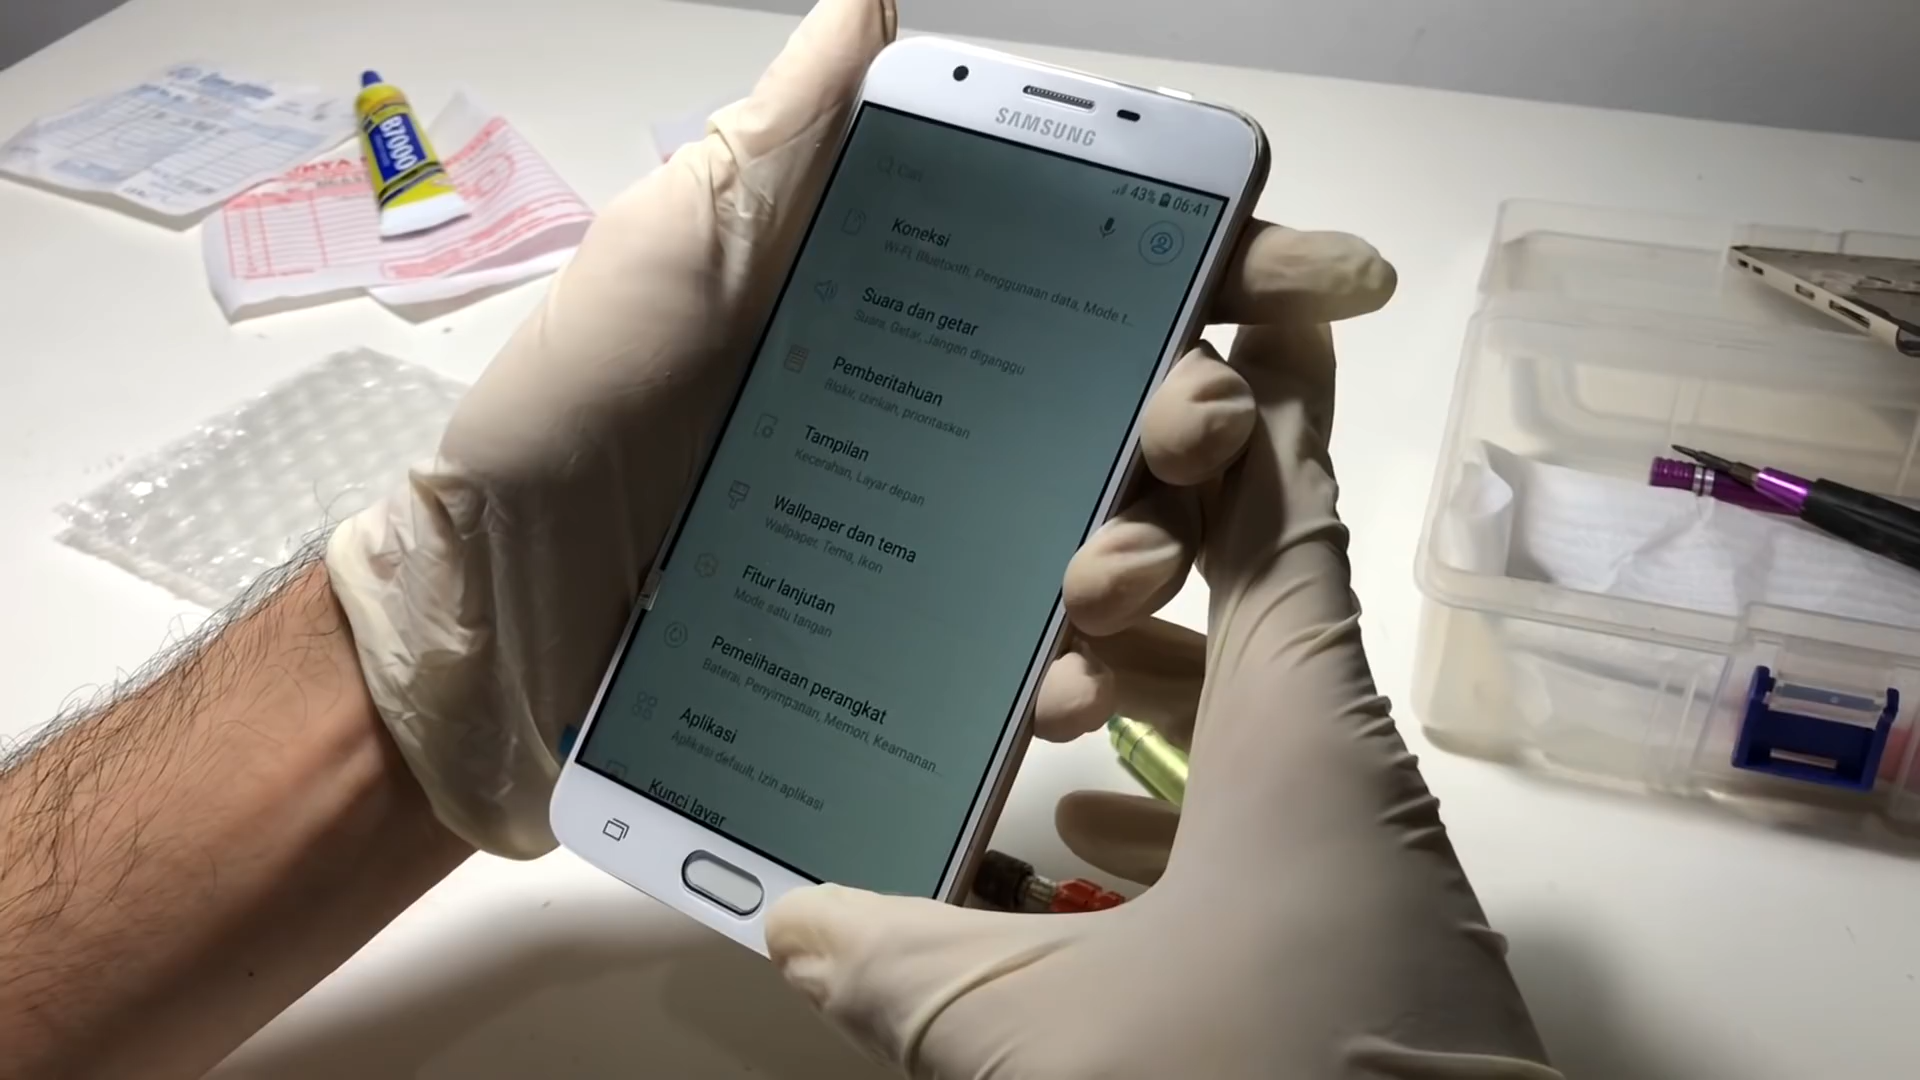 B7000
SAMSUNG
43% 06:41
Cari
Koneksi
Wi-Fi, Bluetooth, Penggunaan data, Mode t...
Suara dan getar
Suara, Getar, Jangan diganggu
Pemberitahuan
Blokir, izinkan, prioritaskan
Tampilan
Kecerahan, Layar depan
Wallpaper dan tema
Wallpaper, Tema, Ikon
Fitur lanjutan
Mode satu tangan
Pemeliharaan perangkat
Baterai, Penyimpanan, Memori, Keamanan...
Aplikasi
Aplikasi default, Izin aplikasi
Kunci layar